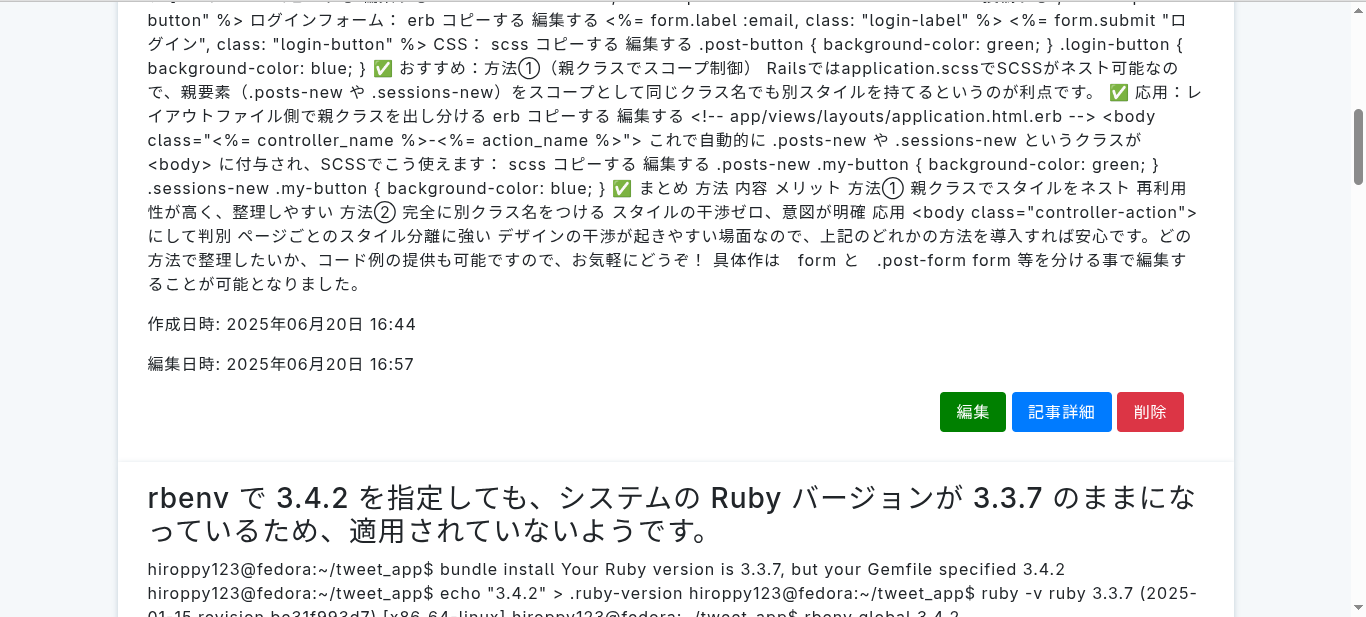 button" %> ログインフォーム： erb コピーする 編集する <%= form.label :email, class: "login-label" %> <%= form.submit "ロ
グイン", class: "login-button" %> CSS： scss コピーする 編集する .post-button { background-color: green; } .login-button {
background-color: blue; } ✅ おすすめ：方法①（親クラスでスコープ制御） Railsではapplication.scssでSCSSがネスト可能なの
で、親要素（.posts-new や .sessions-new）をスコープとして同じクラス名でも別スタイルを持てるというのが利点です。 ✅ 応用：レ
イアウトファイル側で親クラスを出し分ける erb コピーする 編集する <!-- app/views/layouts/application.html.erb --> <body
class="<%= controller_name %>-<%= action_name %>"> これで自動的に .posts-new や .sessions-new というクラスが
<body> に付与され、SCSSでこう使えます： scss コピーする 編集する .posts-new .my-button { background-color: green; }
.sessions-new .my-button { background-color: blue; } ✅ まとめ 方法 内容 メリット 方法① 親クラスでスタイルをネスト 再利用
性が高く、整理しやすい 方法② 完全に別クラス名をつける スタイルの干渉ゼロ、意図が明確 応用 <body class="controller-action">
にして判別 ページごとのスタイル分離に強い デザインの干渉が起きやすい場面なので、上記のどれかの方法を導入すれば安心です。どの
方法で整理したいか、コード例の提供も可能ですので、お気軽にどうぞ！ 具体作は　form と　.post-form form 等を分ける事で編集す
ることが可能となりました。
作成日時: 2025年06月20日 16:44
編集日時: 2025年06月20日 16:57
編集 記事詳細 削除
rbenv で 3.4.2 を指定しても、システムの Ruby バージョンが 3.3.7 のままにな
っているため、適用されていないようです。
hiroppy123@fedora:~/tweet_app$ bundle install Your Ruby version is 3.3.7, but your Gemfile specified 3.4.2
hiroppy123@fedora:~/tweet_app$ echo "3.4.2" > .ruby-version hiroppy123@fedora:~/tweet_app$ ruby -v ruby 3.3.7 (2025-
01-15 revision be31f993d7) [x86-64-linux] hiroppy123@fedora:~/tweet_app$ rbenv global 3.4.2